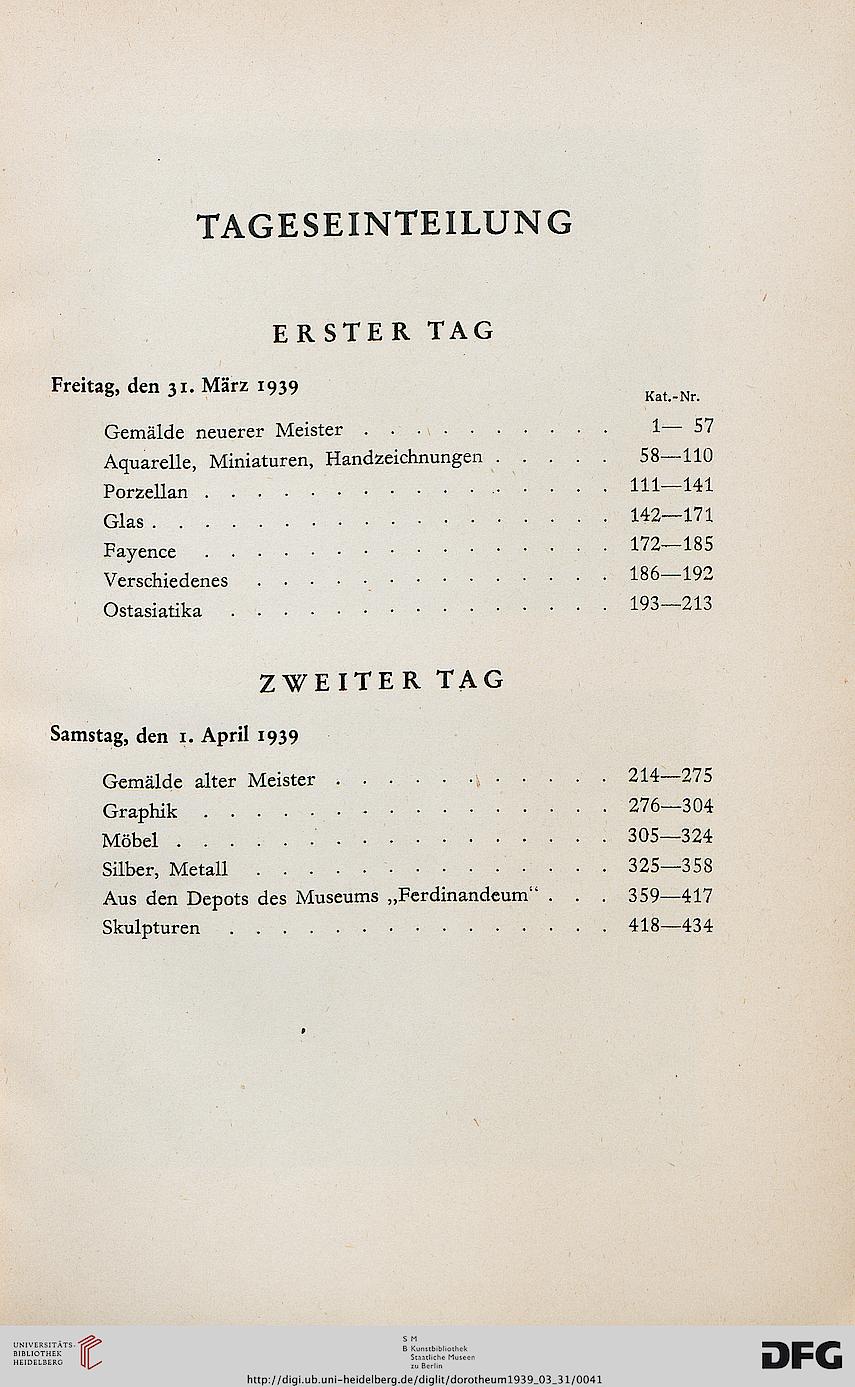 TAGESEINTEILUNG
ERSTER TAG
Freitag, den 31. März 1939
Kat.-Nr.
Gemälde neuerer Meister . . . . . . . . . . 1— 57
Aquarelle, Miniaturen, Handzeichnungen . . . . . 58—110
Porzellan . . . . . . . . . . . . . . . . 111—141
Glas . . . . . . . . . . . . . . . . . . 142—171
Fayence . . . . . . . . . . . . . . . . 172—185
Verschiedenes . . . . . . . . . . . . . . 186—192
Ostasiatika . . . . . . . . . . . . . . . 193—213
ZWEITER TAG
Samstag, den 1. April 1939
Gemälde alter Meister . . . . . . . . . . . 214—275
Graphik . . . . . . . . . . . . . . . . 276—304
Möbel . . . . . . . . . . . . . . . . . 305—324
Silber, Metall . . . . . . . . . . . . . . 325—358
Aus den Depots des Museums „Ferdinandeum“ . . . 359—417
Skulpturen . . . . . . . . . . . . . . . 418—434
UNIVERSITÄTS-
BIBLIOTHEK
HEIDELBERG
S M
B Kunstbibliothek
Staatliche Museen
zu Berlin
DFG
http://digi.ub.uni-heidelberg.de/diglit/dorotheum1939_03_31/0041